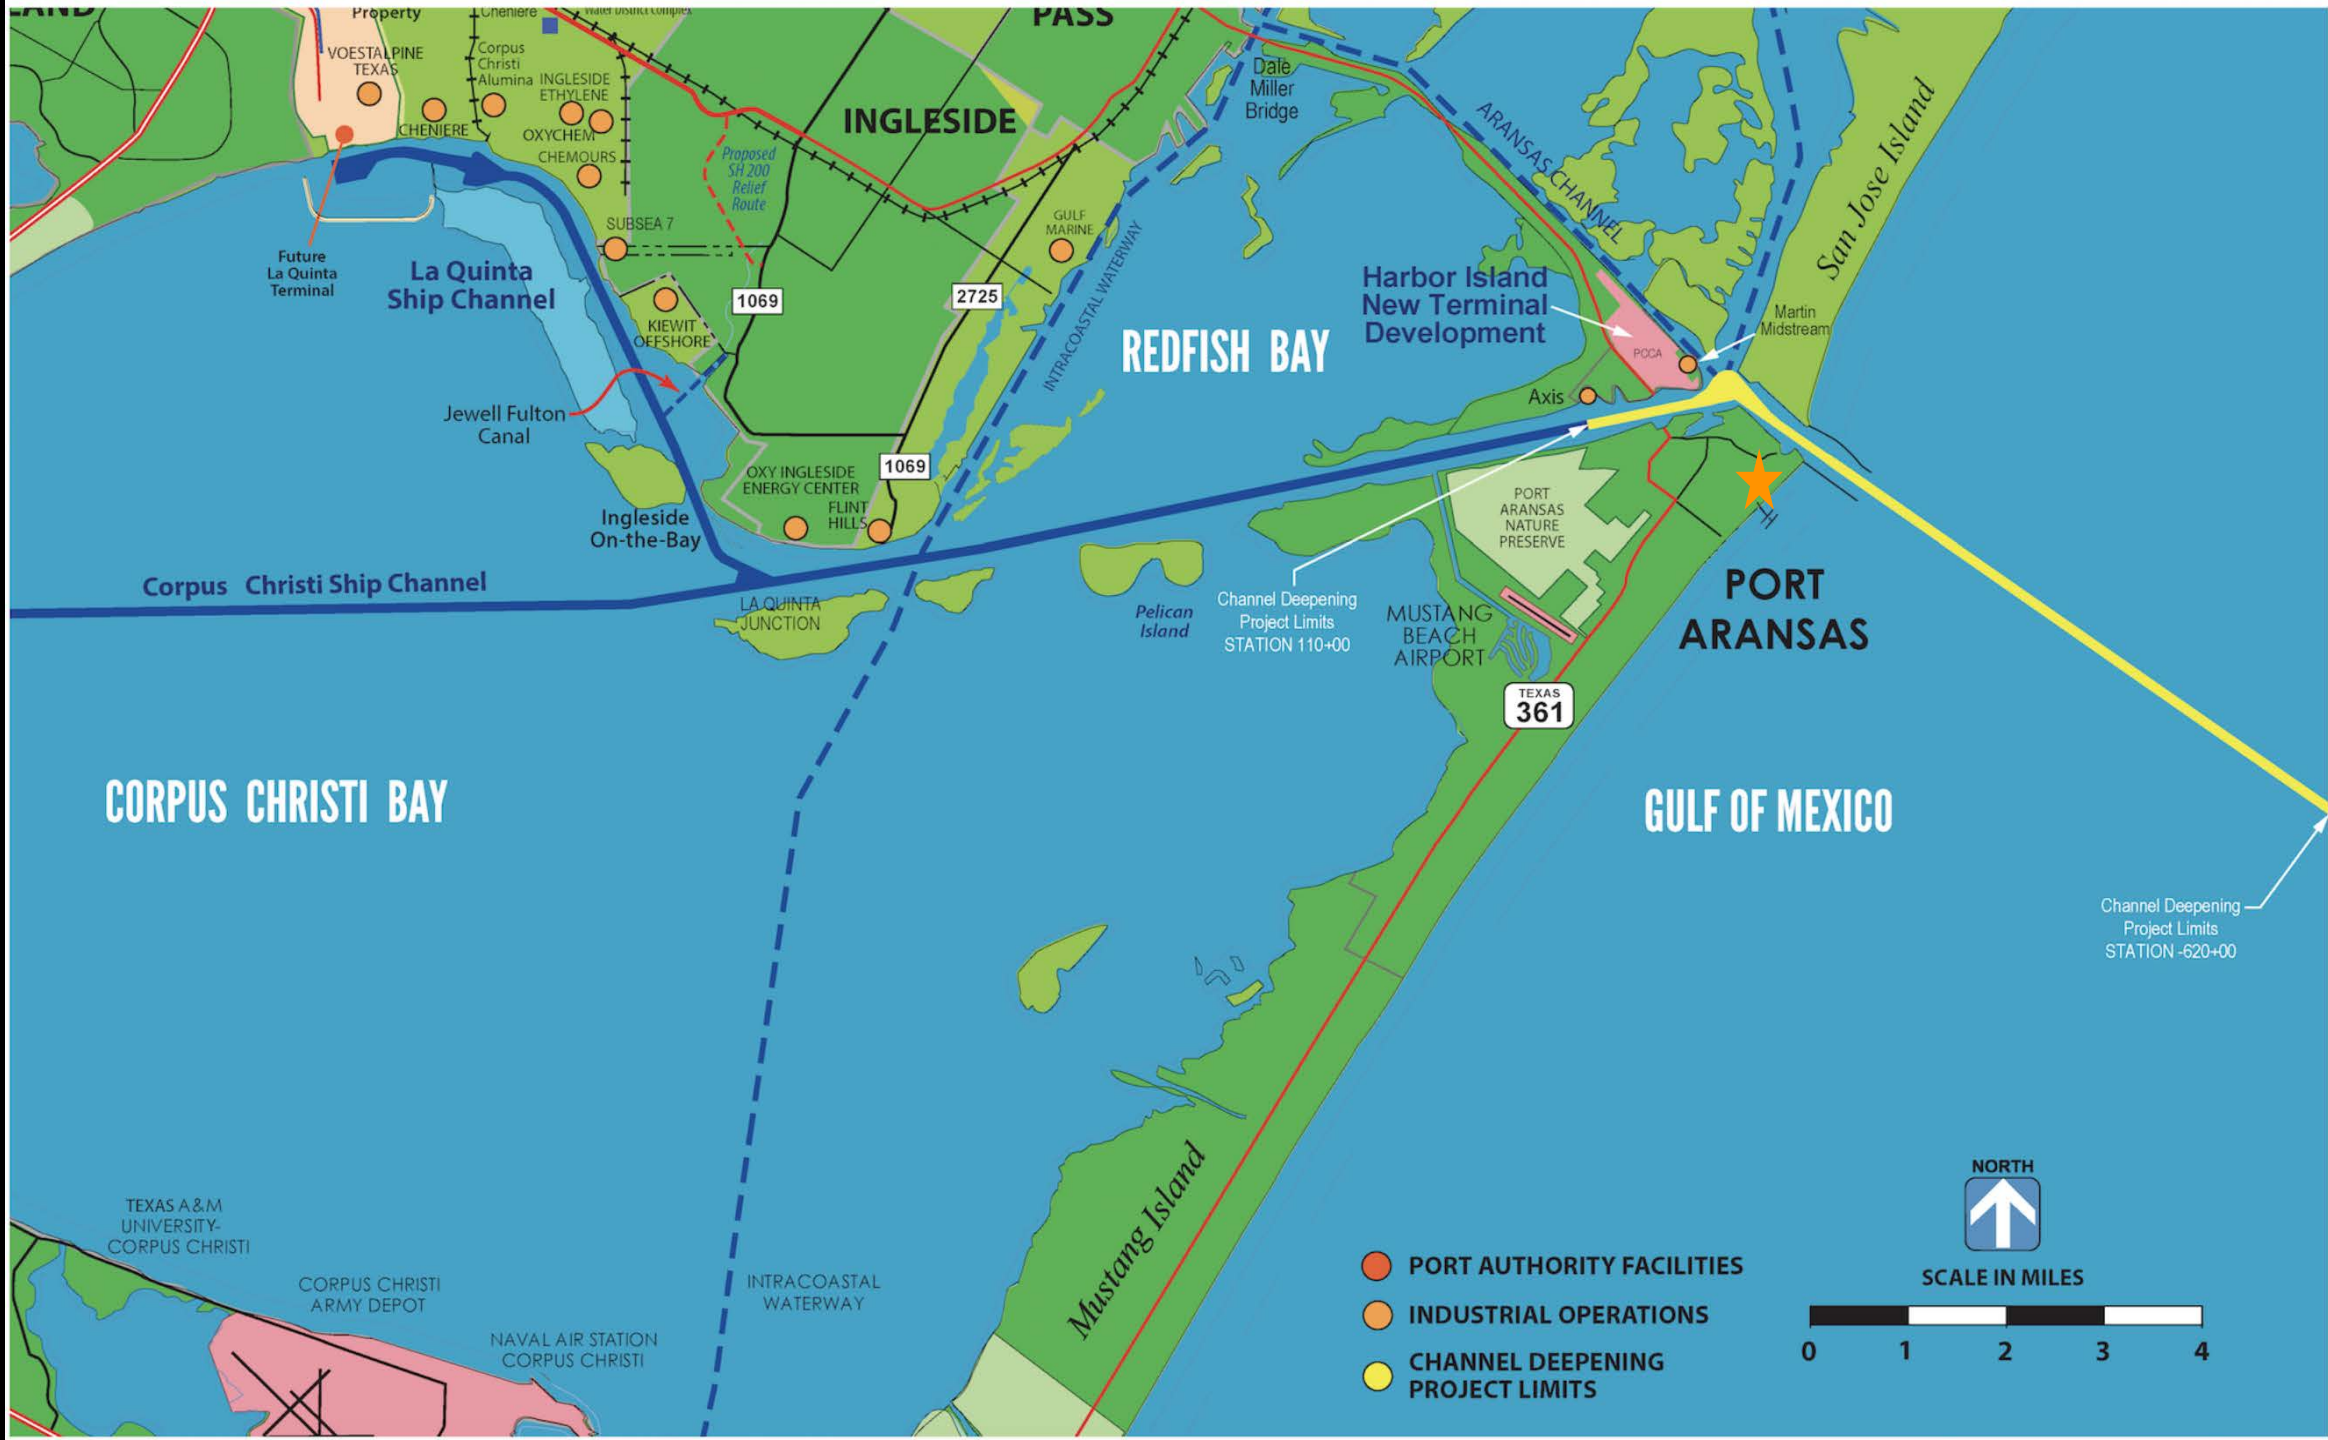 LAND
Property
Cheniere
Water District Complex
PASS
VOESTALPINE
TEXAS
Corpus
Christi
Alumina
INGLESIDE
ETHYLENE
CHENIERE
OXYCHEM
CHEMOURS
INGLESIDE
Dale
Miller
Bridge
ARANSAS CHANNEL
San Jose Island
Proposed
SH 200
Relief
Route
SUBSEA 7
GULF
MARINE
INTRACOASTAL WATERWAY
Future
La Quinta
Terminal
La Quinta
Ship Channel
1069
2725
KIEWIT
OFFSHORE
REDFISH BAY
Harbor Island
New Terminal
Development
Martin
Midstream
PCCA
Axis
Jewell Fulton
Canal
OXY INGLESIDE
ENERGY CENTER
1069
FLINT
HILLS
Ingleside
On-the-Bay
PORT
ARANSAS
NATURE
PRESERVE
Corpus Christi Ship Channel
LA QUINTA
JUNCTION
Pelican
Island
Channel Deepening
Project Limits
STATION 110+00
MUSTANG
BEACH
AIRPORT
PORT
ARANSAS
TEXAS
361
CORPUS CHRISTI BAY
GULF OF MEXICO
Channel Deepening
Project Limits
STATION -620+00
Mustang Island
TEXAS A&M
UNIVERSITY-
CORPUS CHRISTI
CORPUS CHRISTI
ARMY DEPOT
NAVAL AIR STATION
CORPUS CHRISTI
INTRACOASTAL
WATERWAY
NORTH
SCALE IN MILES
0 1 2 3 4
PORT AUTHORITY FACILITIES
INDUSTRIAL OPERATIONS
CHANNEL DEEPENING
PROJECT LIMITS